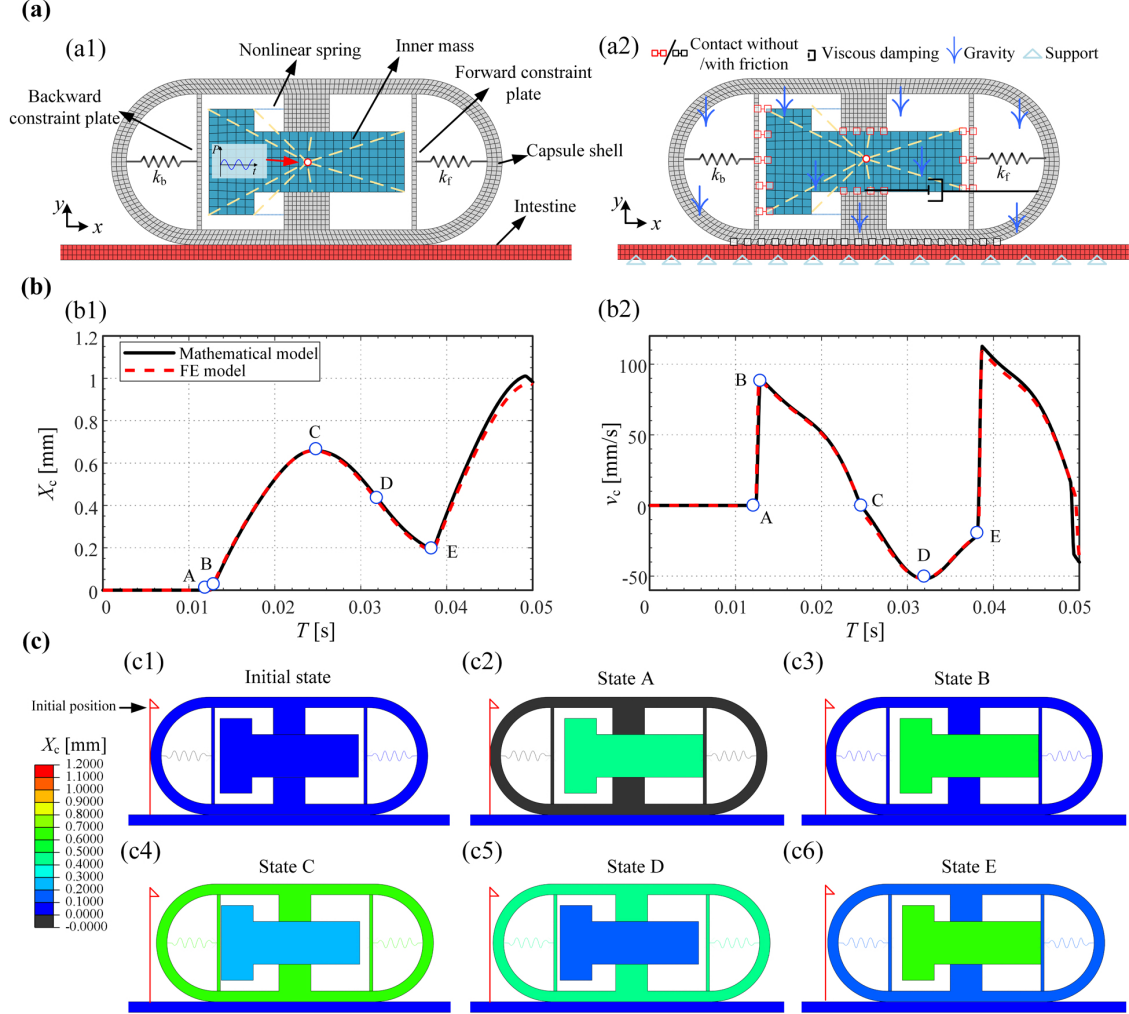 (a)
(a1)
Nonlinear spring
Inner mass
Forward constraint
plate
Backward
constraint plate
P
t
k_b
k_f
Capsule shell
Intestine
y
x
(a2)
Contact without
/with friction
Viscous damping
Gravity
Support
k_b
k_f
y
x
(b)
(b1)
1.2
1
0.8
0.6
0.4
0.2
0
X_c [mm]
Mathematical model
FE model
A
B
C
D
E
0
0.01
0.02
0.03
0.04
0.05
T [s]
(b2)
100
50
0
-50
v_c [mm/s]
A
B
C
D
E
0
0.01
0.02
0.03
0.04
0.05
T [s]
(c)
(c1)
Initial state
Initial position
(c2)
State A
(c3)
State B
X_c [mm]
1.2000
1.1000
1.0000
0.9000
0.8000
0.7000
0.6000
0.5000
0.4000
0.3000
0.2000
0.1000
0.0000
-0.0000
(c4)
State C
(c5)
State D
(c6)
State E